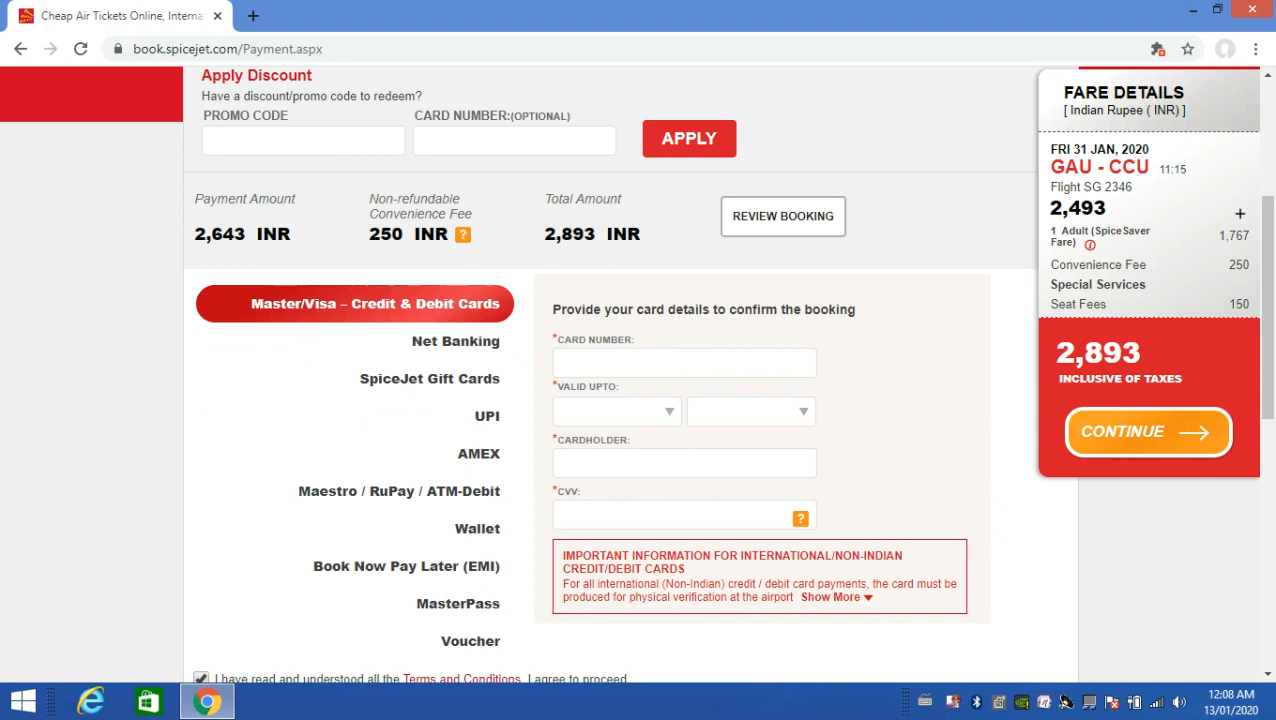 Cheap Air Tickets Online, Interna
book.spicejet.com/Payment.aspx
Apply Discount
Have a discount/promo code to redeem?
PROMO CODE
CARD NUMBER:(OPTIONAL)
APPLY
Payment Amount
Non-refundable
Convenience Fee
Total Amount
2,643 INR
250 INR ?
2,893 INR
REVIEW BOOKING
Master/Visa – Credit & Debit Cards
Net Banking
SpiceJet Gift Cards
UPI
AMEX
Maestro / RuPay / ATM-Debit
Wallet
Book Now Pay Later (EMI)
MasterPass
Voucher
Provide your card details to confirm the booking
*CARD NUMBER:
*VALID UPTO:
*CARDHOLDER:
*CVV:
?
IMPORTANT INFORMATION FOR INTERNATIONAL/NON-INDIAN
CREDIT/DEBIT CARDS
For all international (Non-Indian) credit / debit card payments, the card must be
produced for physical verification at the airport Show More
I have read and understood all the Terms and Conditions. I agree to proceed
FARE DETAILS
[ Indian Rupee ( INR) ]
FRI 31 JAN, 2020
GAU - CCU 11:15
Flight SG 2346
2,493 +
1 Adult (SpiceSaver
Fare) i 1,767
Convenience Fee 250
Special Services
Seat Fees 150
2,893
INCLUSIVE OF TAXES
CONTINUE
12:08 AM
13/01/2020